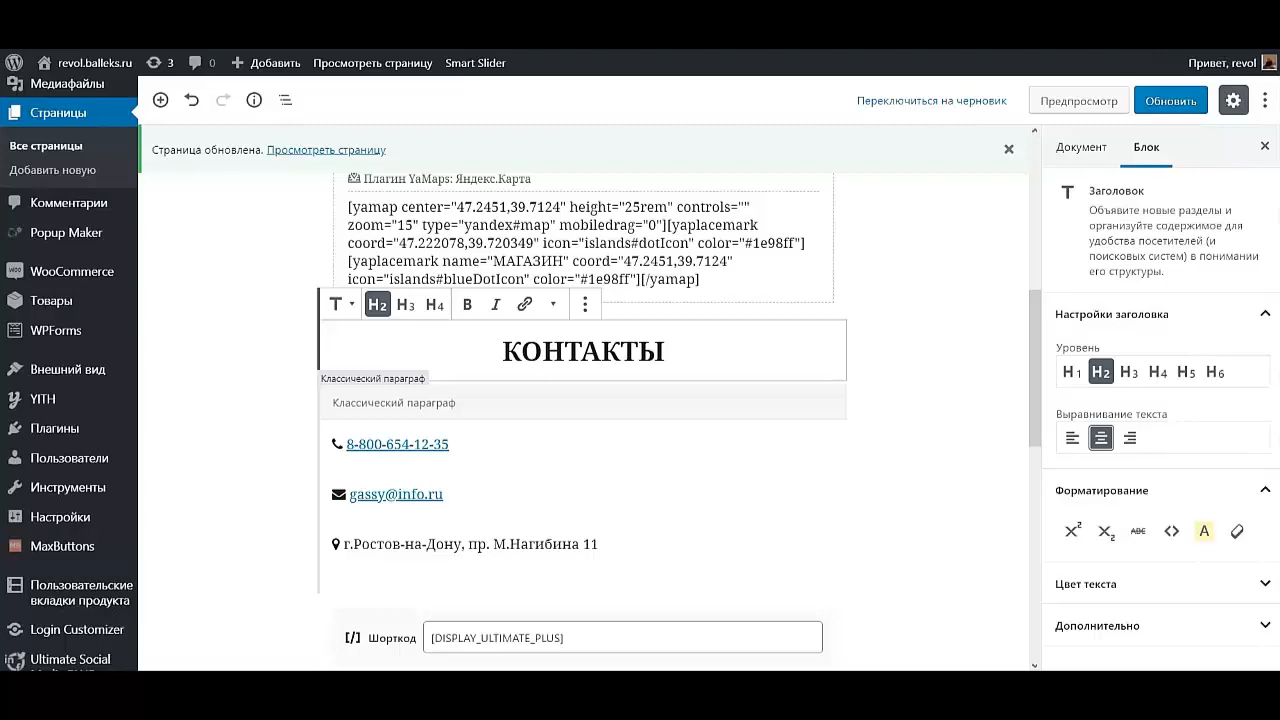 revol.balleks.ru
3
0
Добавить
Просмотреть страницу
Smart Slider
Привет, revol
Медиафайлы
Страницы
Все страницы
Добавить новую
Комментарии
Popup Maker
WooCommerce
Товары
WPForms
Внешний вид
YITH
Плагины
Пользователи
Инструменты
Настройки
MaxButtons
Пользовательские
вкладки продукта
Login Customizer
Ultimate Social
Переключиться на черновик
Предпросмотр
Обновить
Страница обновлена. Просмотреть страницу
Плагин YaMaps: Яндекс.Карта
[yamap center="47.2451,39.7124" height="25rem" controls=""
zoom="15" type="yandex#map" mobiledrag="0"][yaplacemark
coord="47.222078,39.720349" icon="islands#dotIcon" color="#1e98ff"]
[yaplacemark name="МАГАЗИН" coord="47.2451,39.7124"
icon="islands#blueDotIcon" color="#1e98ff"][/yamap]
T H2 H3 H4 B I
КОНТАКТЫ
Классический параграф
Классический параграф
8-800-654-12-35
gassy@info.ru
г.Ростов-на-Дону, пр. М.Нагибина 11
[/] Шорткод [DISPLAY_ULTIMATE_PLUS]
Документ
Блок
Заголовок
Объявите новые разделы и
организуйте содержимое для
удобства посетителей (и
поисковых систем) в понимании
его структуры.
Настройки заголовка
Уровень
H1 H2 H3 H4 H5 H6
Выравнивание текста
Форматирование
X² X₂ ABC <> A
Цвет текста
Дополнительно